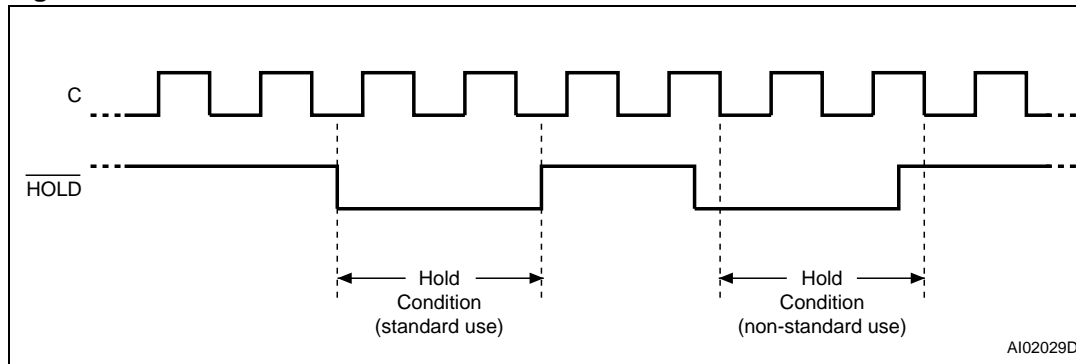 C
HOLD
Hold
Condition
(standard use)
Hold
Condition
(non-standard use)
AI02029D